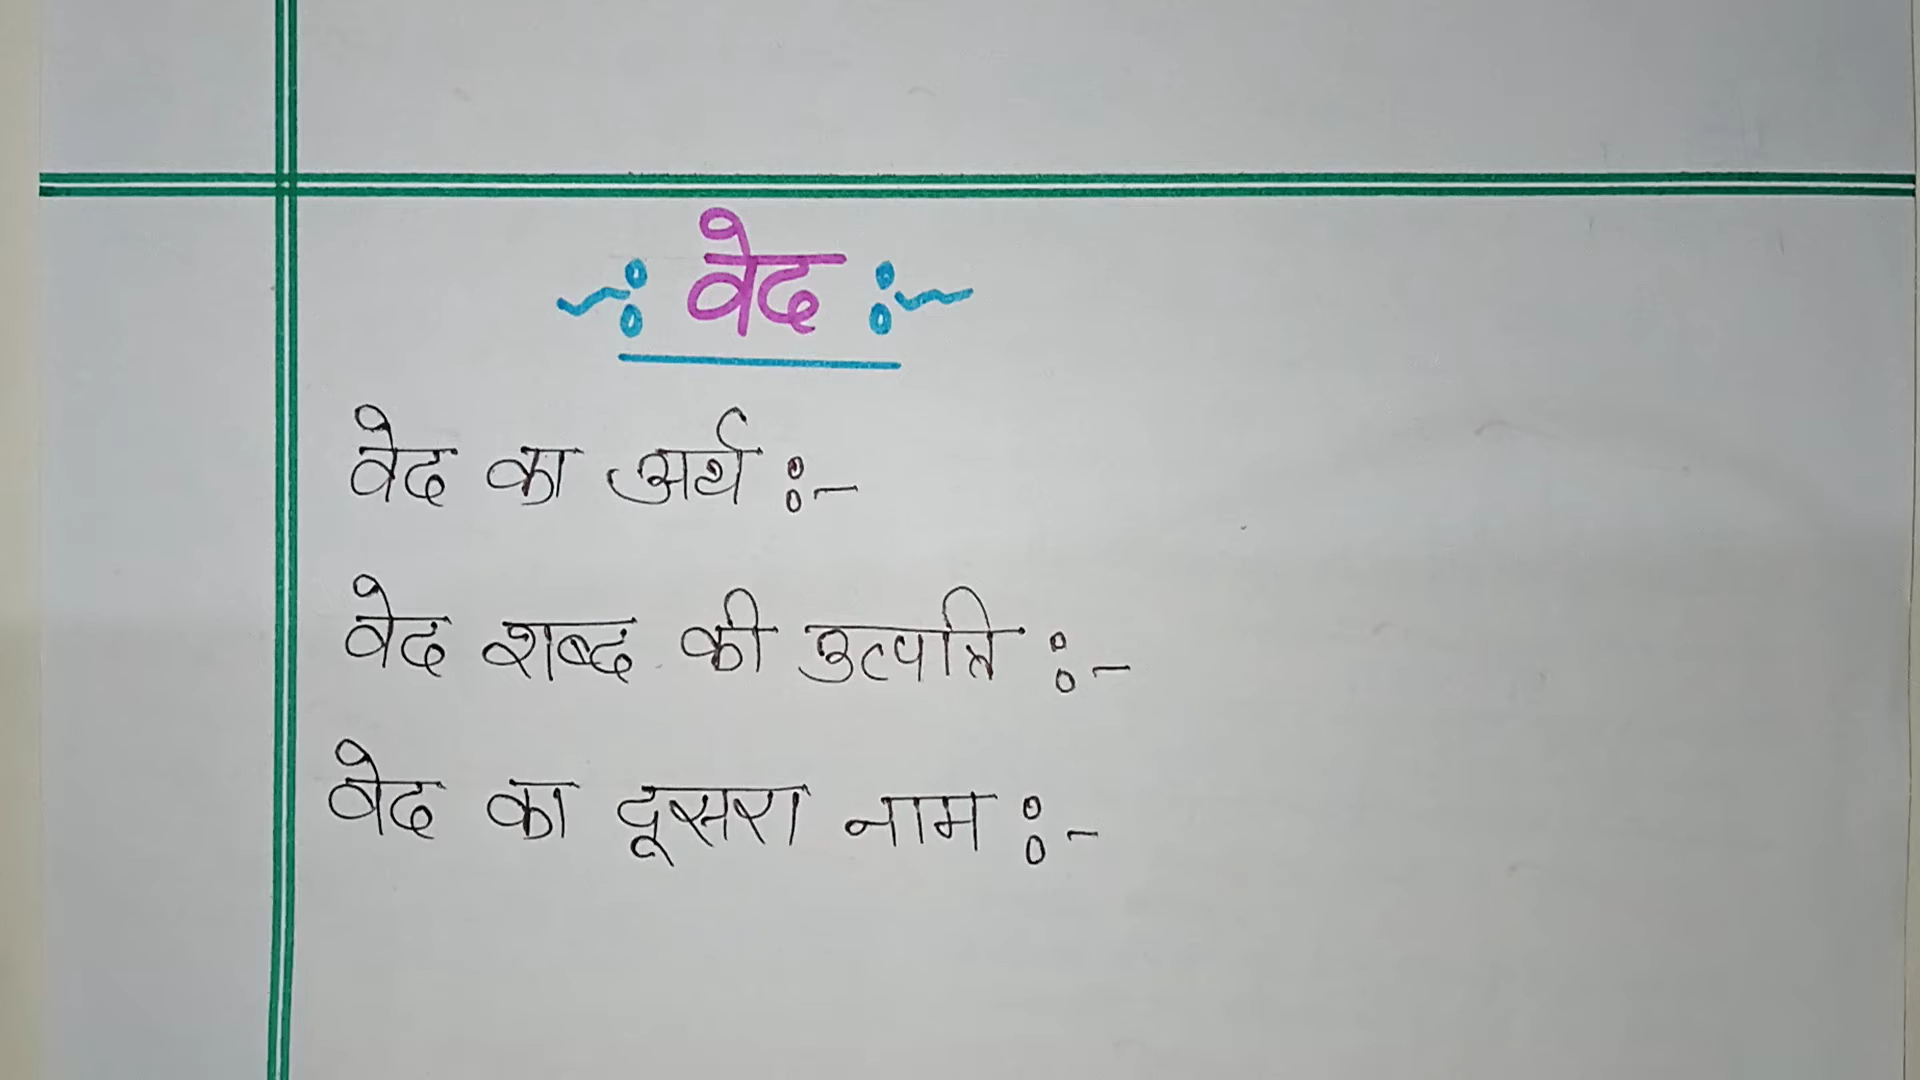 ~: वेद :~
वेद का अर्थ :-
वेद शब्द की उत्पत्ति :-
वेद का दूसरा नाम :-